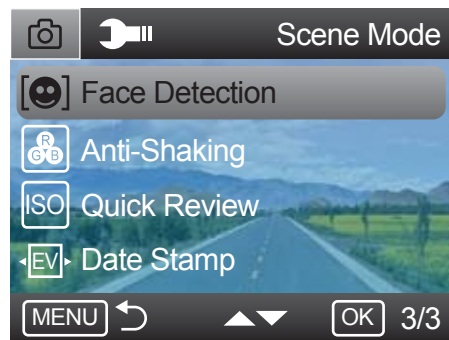 Scene Mode
Face Detection
R
G B
Anti-Shaking
ISO Quick Review
EV Date Stamp
MENU OK 3/3